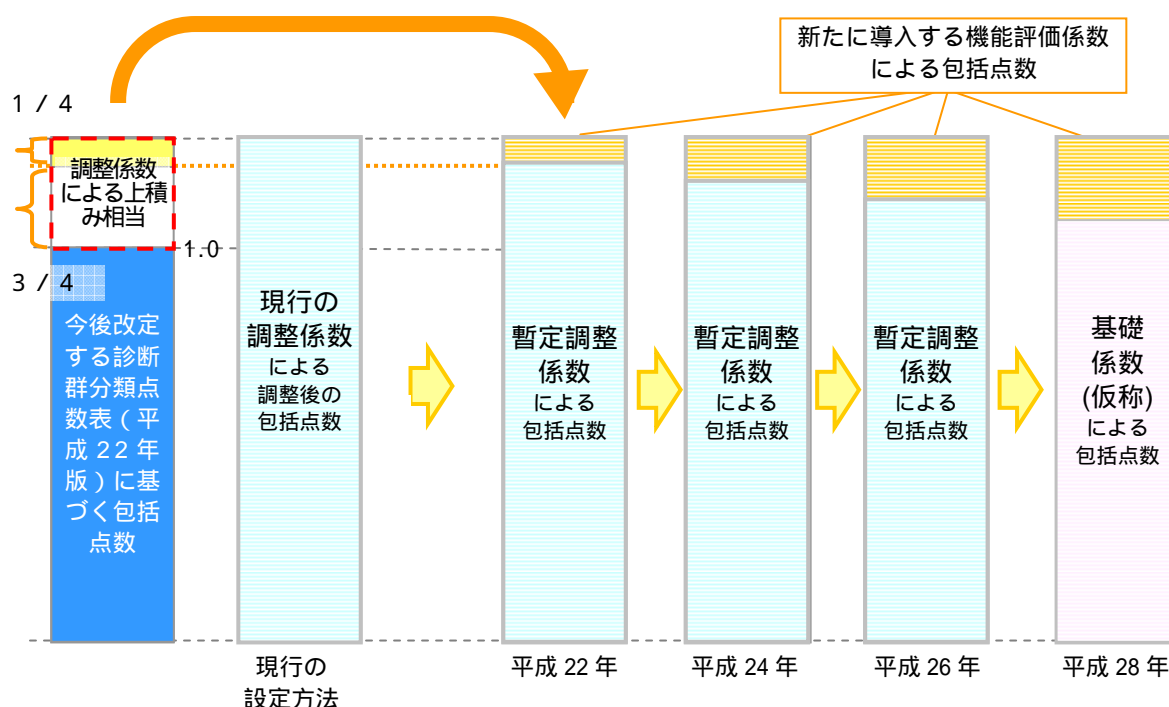 新たに導入する機能評価係数
による包括点数
1 / 4
調整係数
による上積
み相当
1.0
3 / 4
今後改定
する診断
群分類点
数表（平
成 22 年
版）に基
づく包括
点数
現行の
調整係数
による
調整後の
包括点数
暫定調整
係数
による
包括点数
暫定調整
係数
による
包括点数
暫定調整
係数
による
包括点数
基礎
係数
(仮称)
による
包括点数
現行の
設定方法
平成 22 年
平成 24 年
平成 26 年
平成 28 年